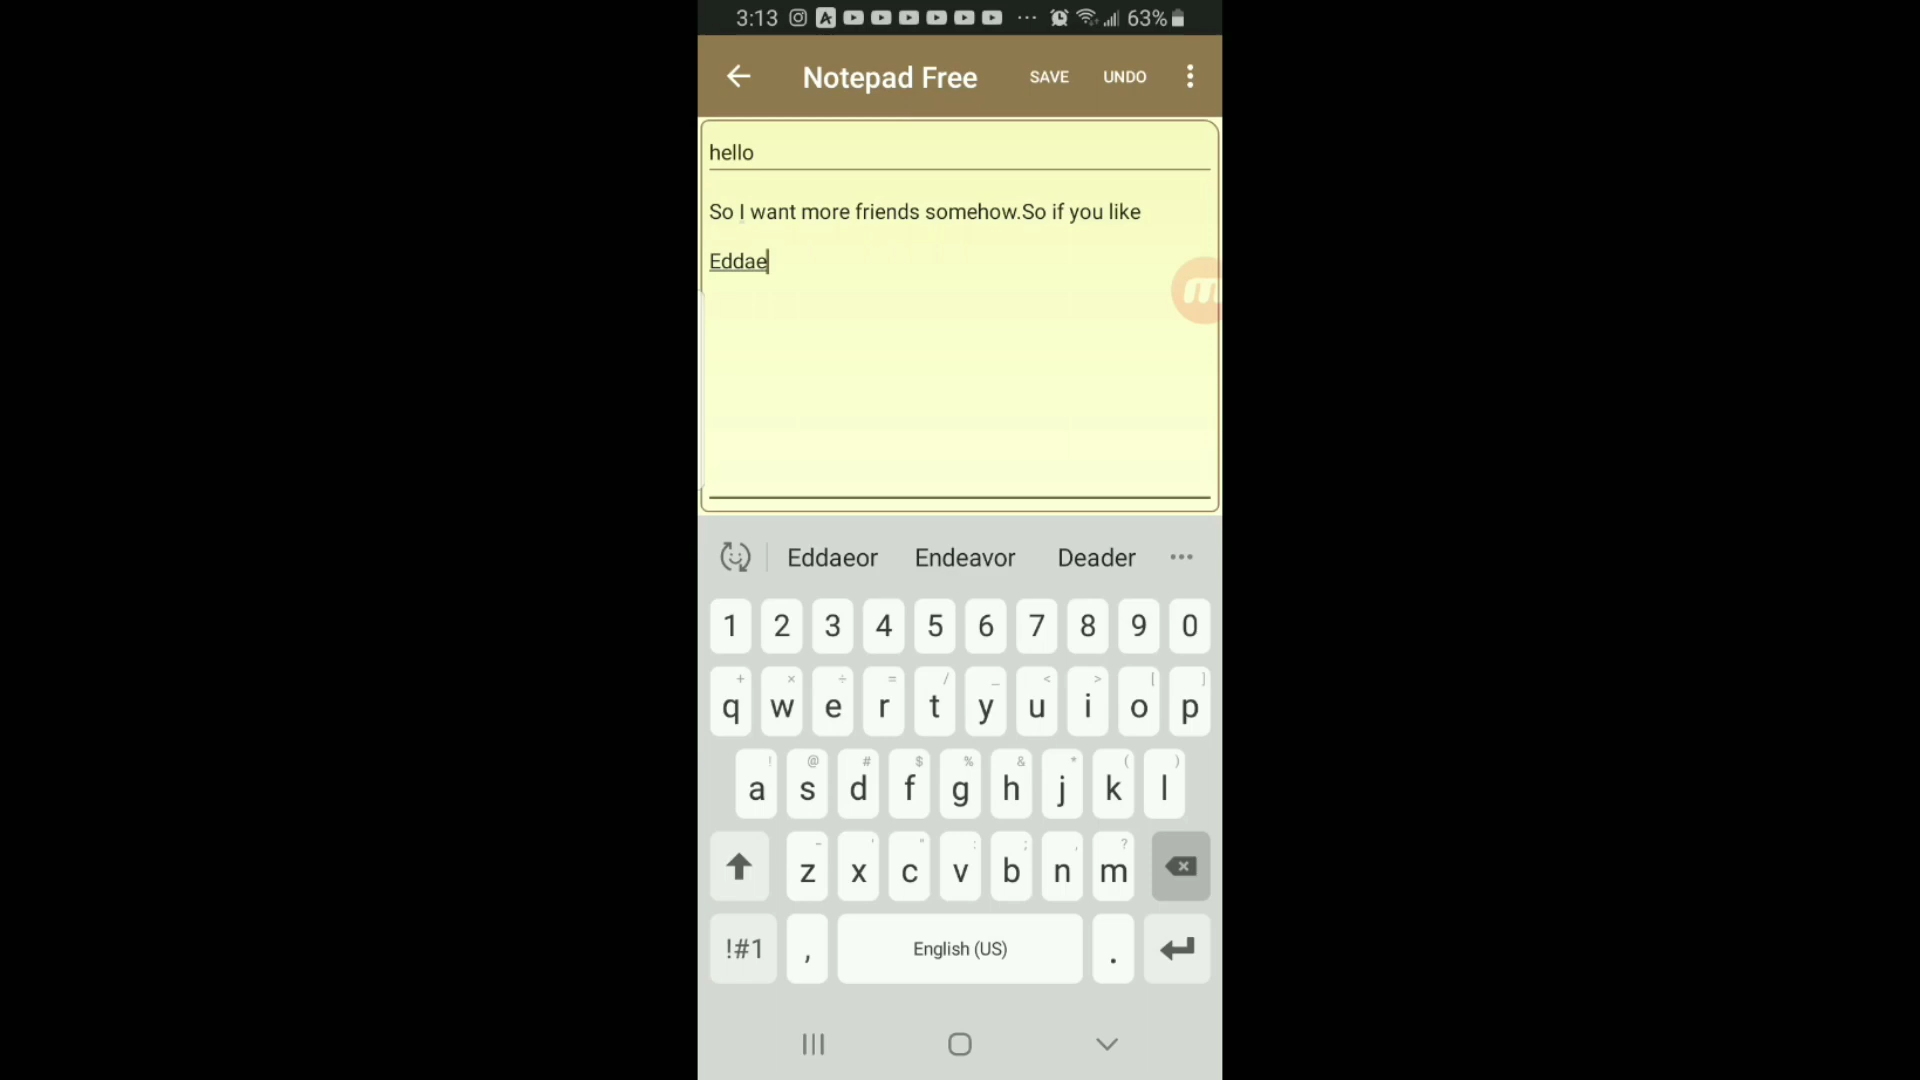 3:13 63%
Notepad Free SAVE UNDO
hello
So I want more friends somehow.So if you like
Eddae
Eddaeor Endeavor Deader
1 2 3 4 5 6 7 8 9 0
+ × ÷ = / _ < > [ ]
q w e r t y u i o p
! @ # $ % & * ( )
a s d f g h j k l
- ' " : ; , ?
z x c v b n m
!#1 , English (US) .